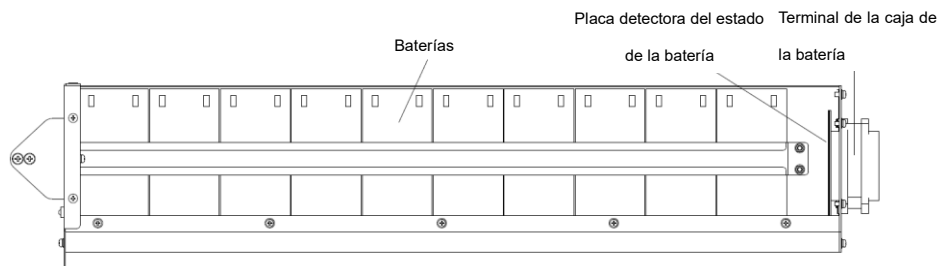 Placa detectora del estado
de la batería
Terminal de la caja de
la batería
Baterías